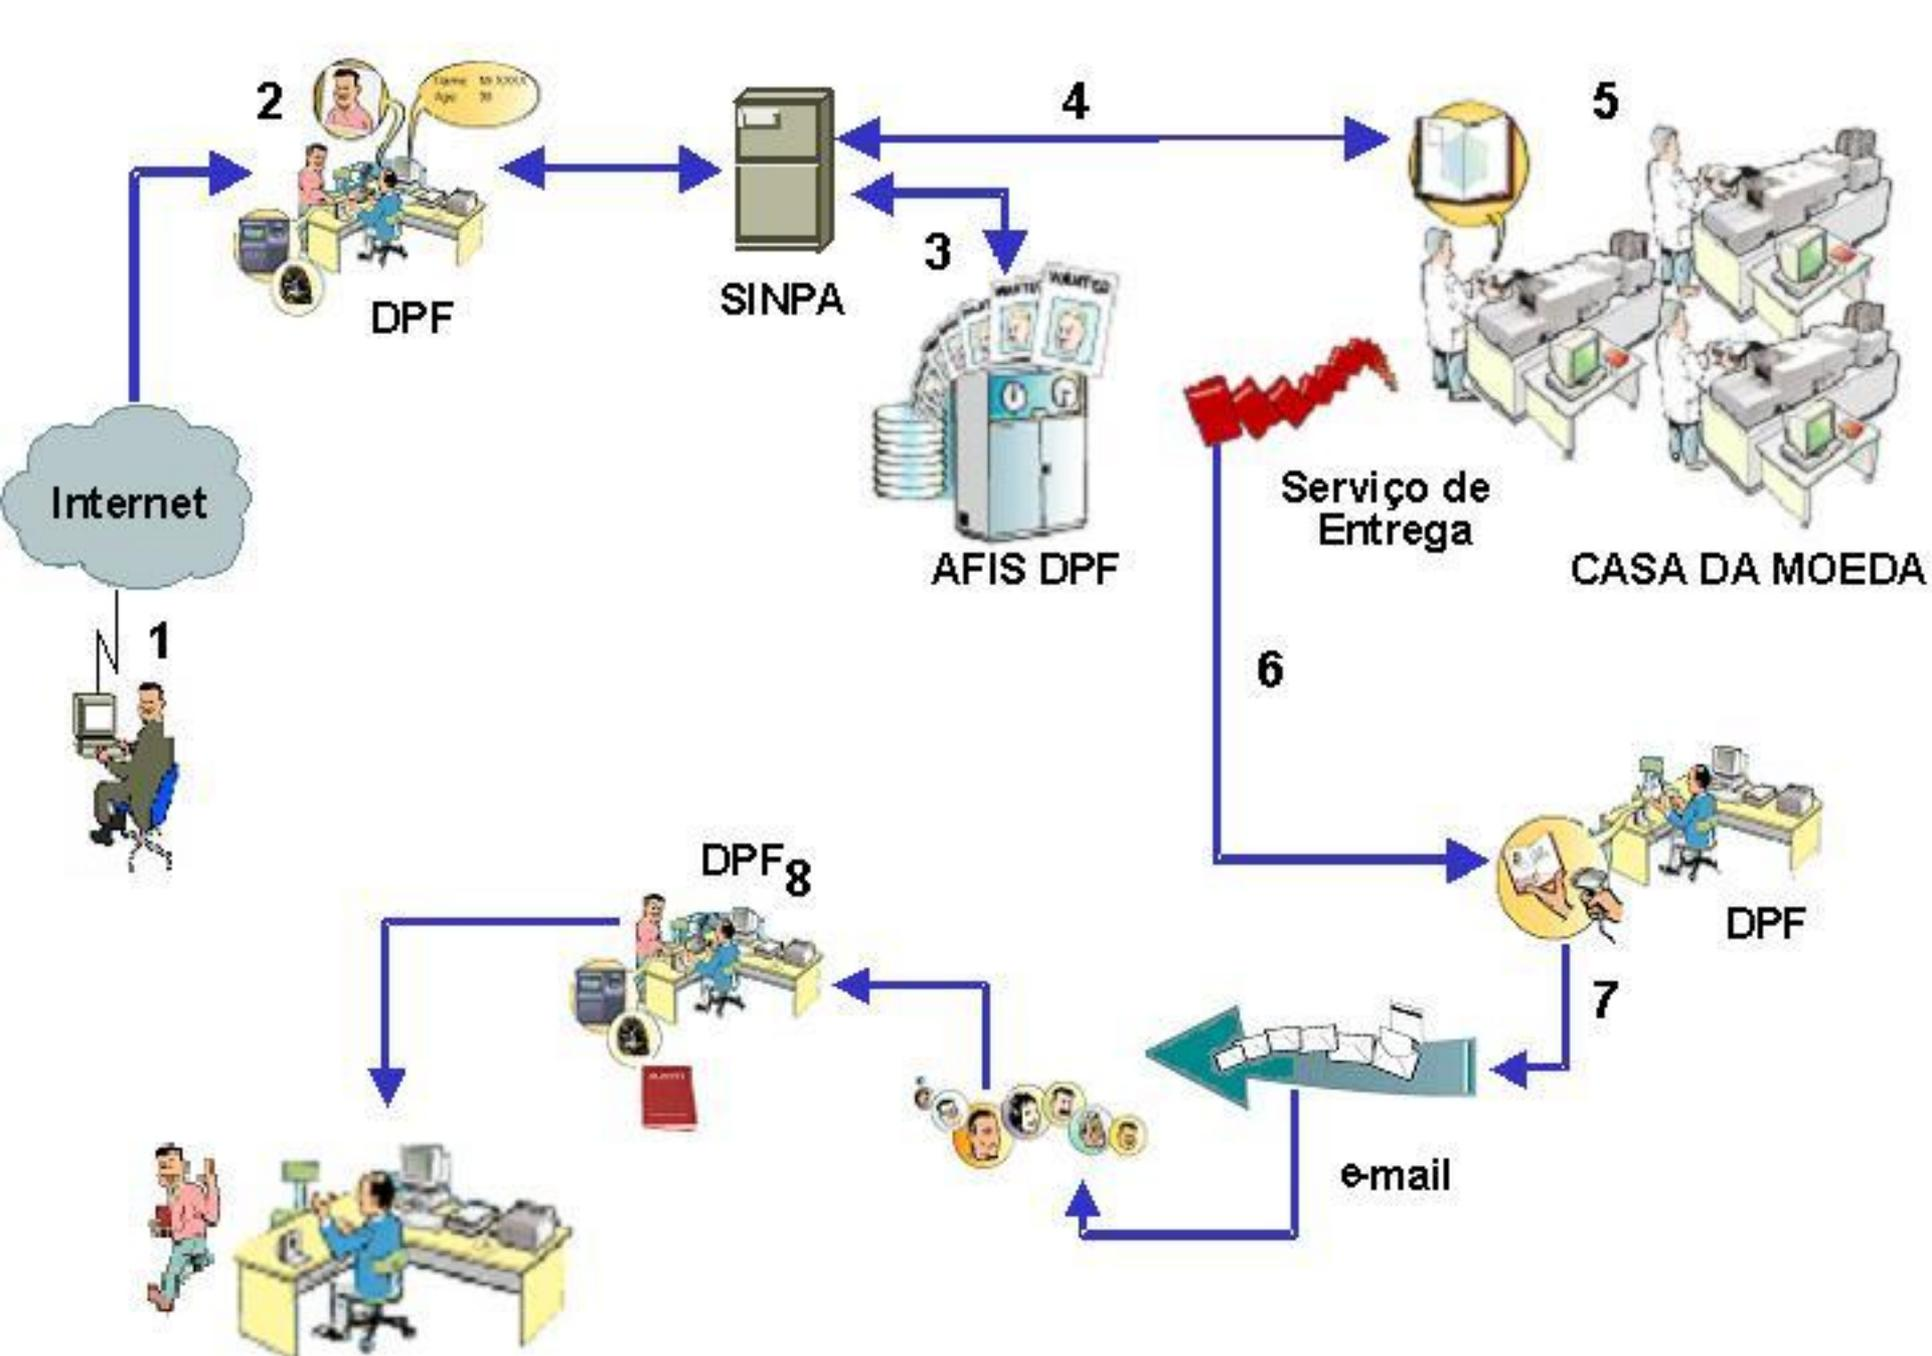 2
4
5
SINPA
3
DPF
Internet
Serviço de
Entrega
AFIS DPF
CASA DA MOEDA
1
6
DPF
8
DPF
7
e-mail